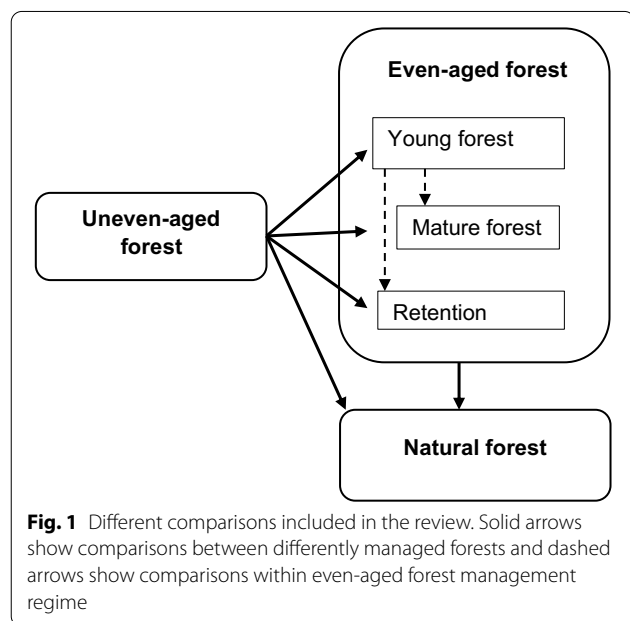 Even-aged forest
Young forest
Uneven-aged
forest
Mature forest
Retention
Natural forest
Fig. 1 Different comparisons included in the review. Solid arrows
show comparisons between differently managed forests and dashed
arrows show comparisons within even-aged forest management
regime